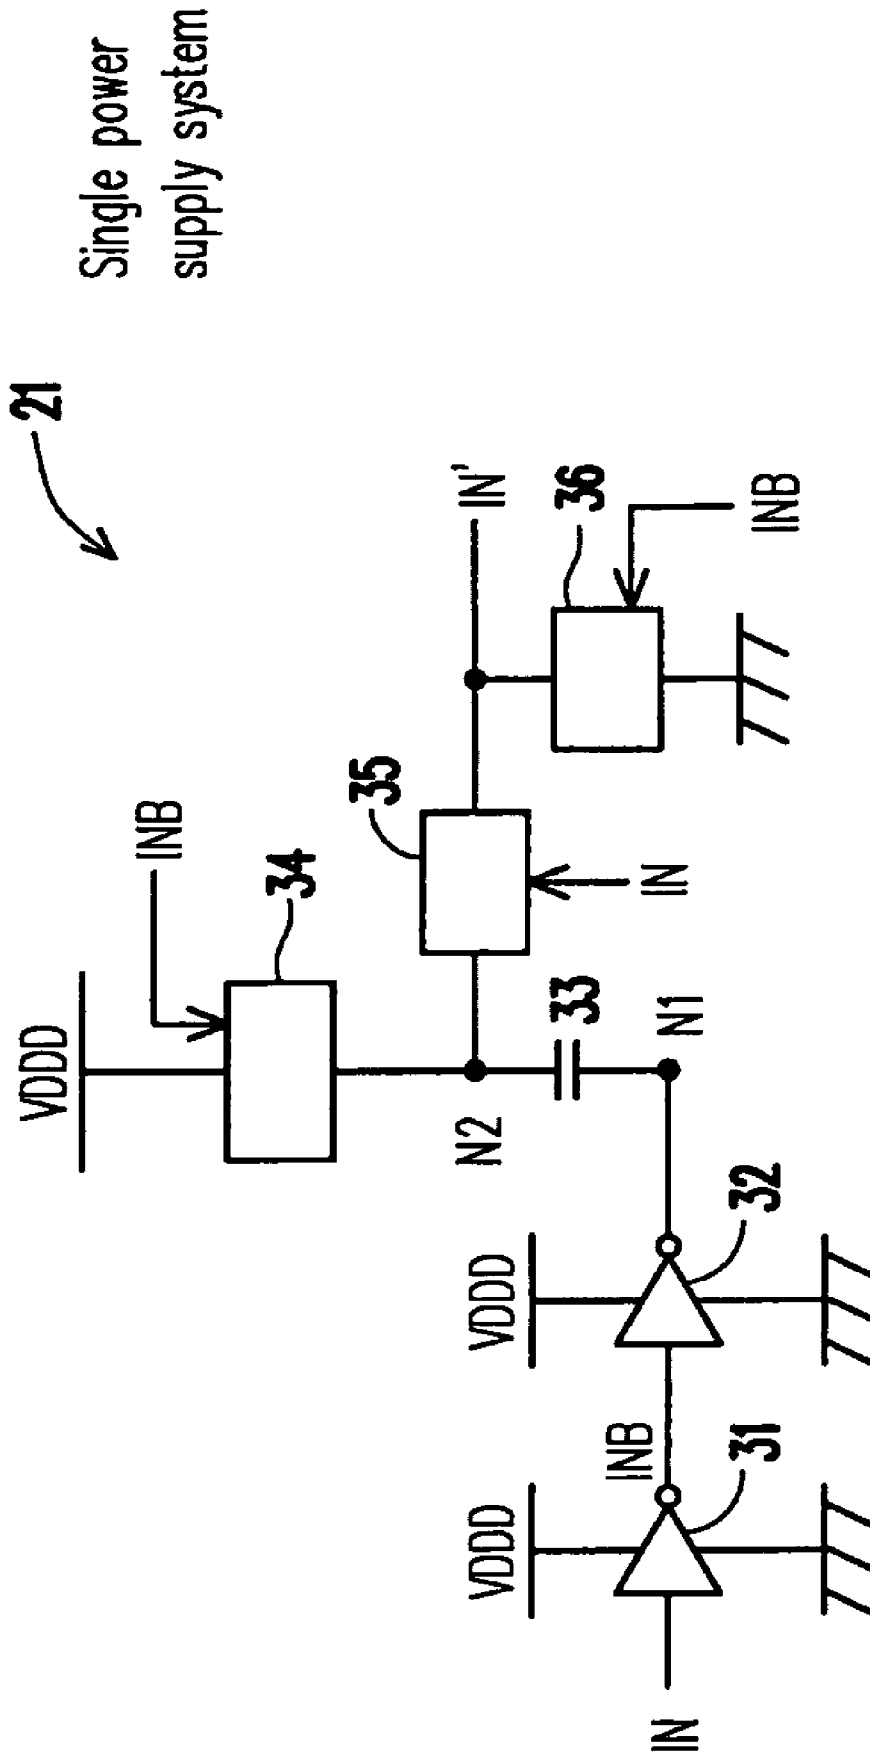 Single power
supply system
21
VDDD
INB
34
35
IN'
36
IN
INB
N2
33
N1
VDDD
VDDD
32
INB
31
IN